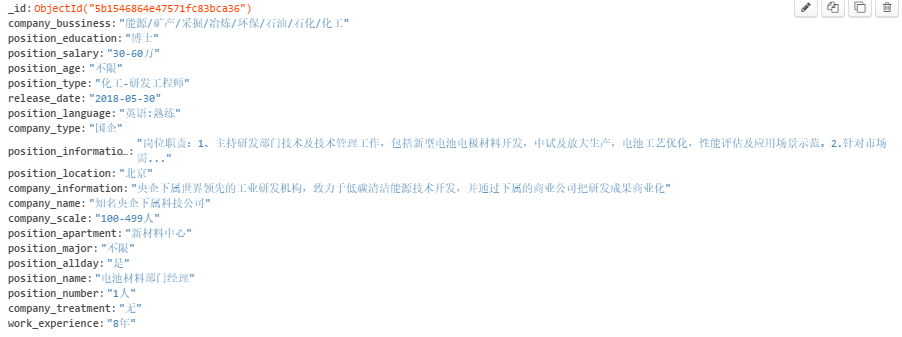 _id: ObjectId("5b1546864e47571fc83bca36")
company_bussiness: "能源/矿产/采掘/冶炼/环保/石油/石化/化工"
position_education: "博士"
position_salary: "30-60万"
position_age: "不限"
position_type: "化工-研发工程师"
release_date: "2018-05-30"
position_language: "英语:熟练"
company_type: "国企"
position_informatio…: "岗位职责：1、主持研发部门技术及技术管理工作，包括新型电池电极材料开发，中试及放大生产，电池工艺优化，性能评估及应用场景示范。2.针对市场
需..."
position_location: "北京"
company_information: "央企下属世界领先的工业研发机构，致力于低碳清洁能源技术开发，并通过下属的商业公司把研发成果商业化"
company_name: "知名央企下属科技公司"
company_scale: "100-499人"
position_apartment: "新材料中心"
position_major: "不限"
position_allday: "是"
position_name: "电池材料部门经理"
position_number: "1人"
company_treatment: "无"
work_experience: "8年"